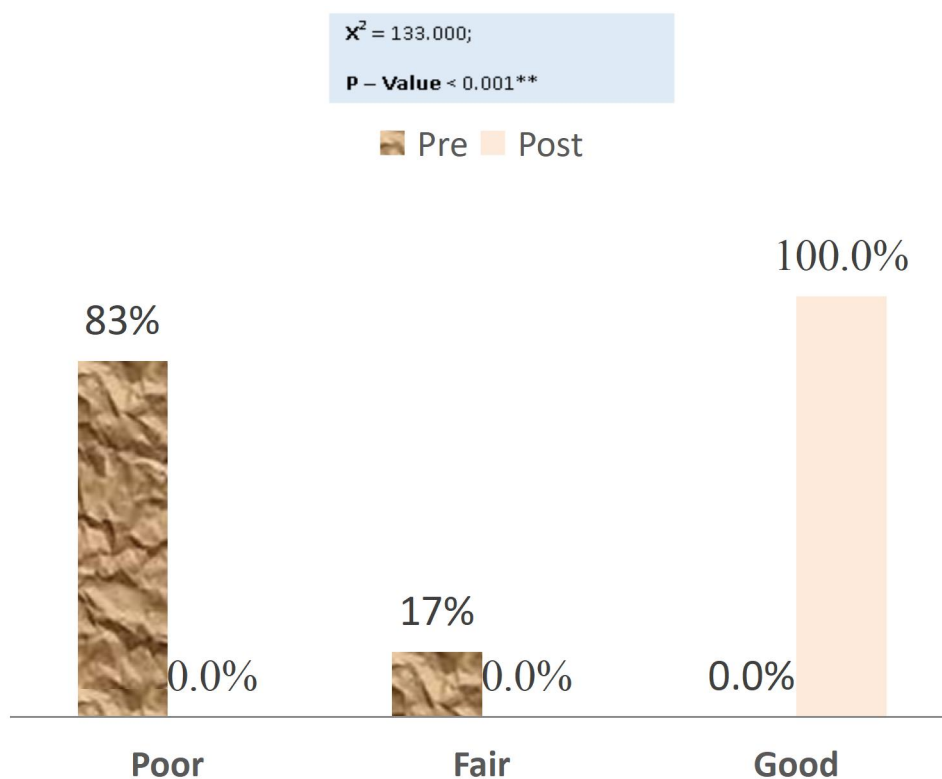 X² = 133.000;
P – Value < 0.001**
Pre Post
100.0%
83%
17%
0.0% 0.0% 0.0%
Poor Fair Good